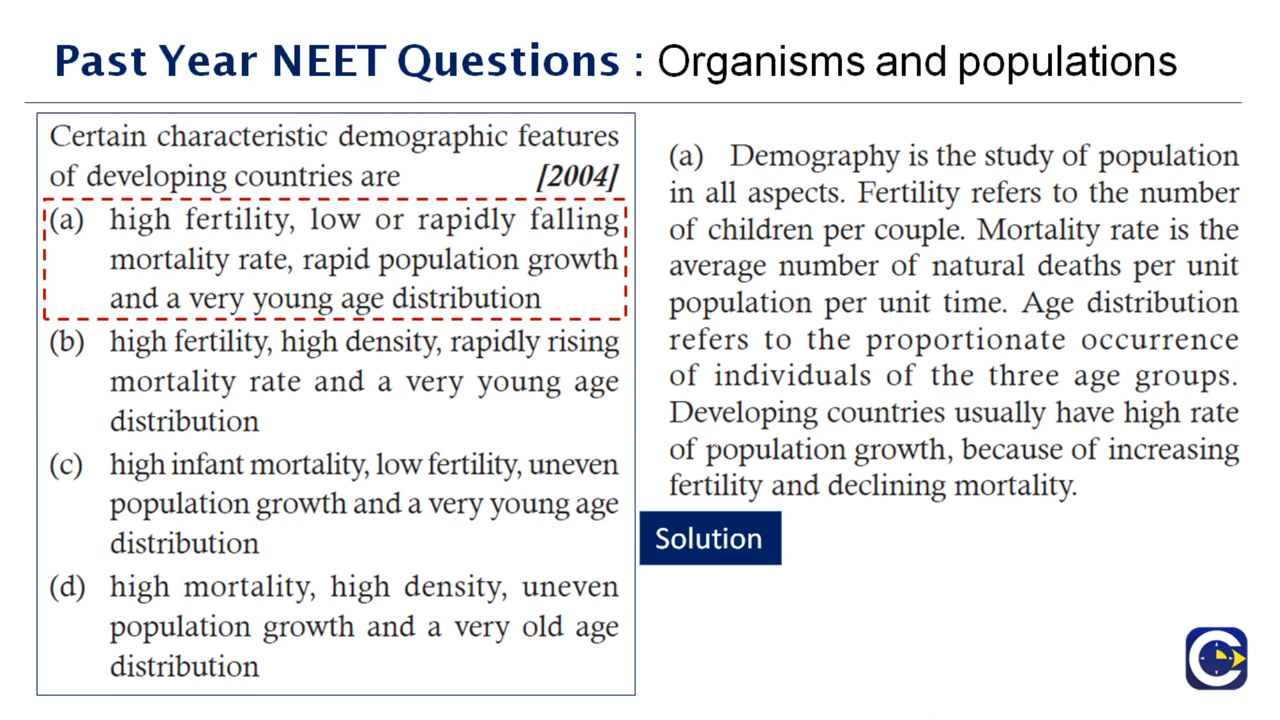 Past Year NEET Questions : Organisms and populations
Certain characteristic demographic features
of developing countries are [2004]
(a) high fertility, low or rapidly falling
mortality rate, rapid population growth
and a very young age distribution
(b) high fertility, high density, rapidly rising
mortality rate and a very young age
distribution
(c) high infant mortality, low fertility, uneven
population growth and a very young age
distribution
(d) high mortality, high density, uneven
population growth and a very old age
distribution
(a) Demography is the study of population
in all aspects. Fertility refers to the number
of children per couple. Mortality rate is the
average number of natural deaths per unit
population per unit time. Age distribution
refers to the proportionate occurrence
of individuals of the three age groups.
Developing countries usually have high rate
of population growth, because of increasing
fertility and declining mortality.
Solution